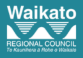 Waikato
REGIONAL COUNCIL
Te Kaunihera ā Rohe o Waikato